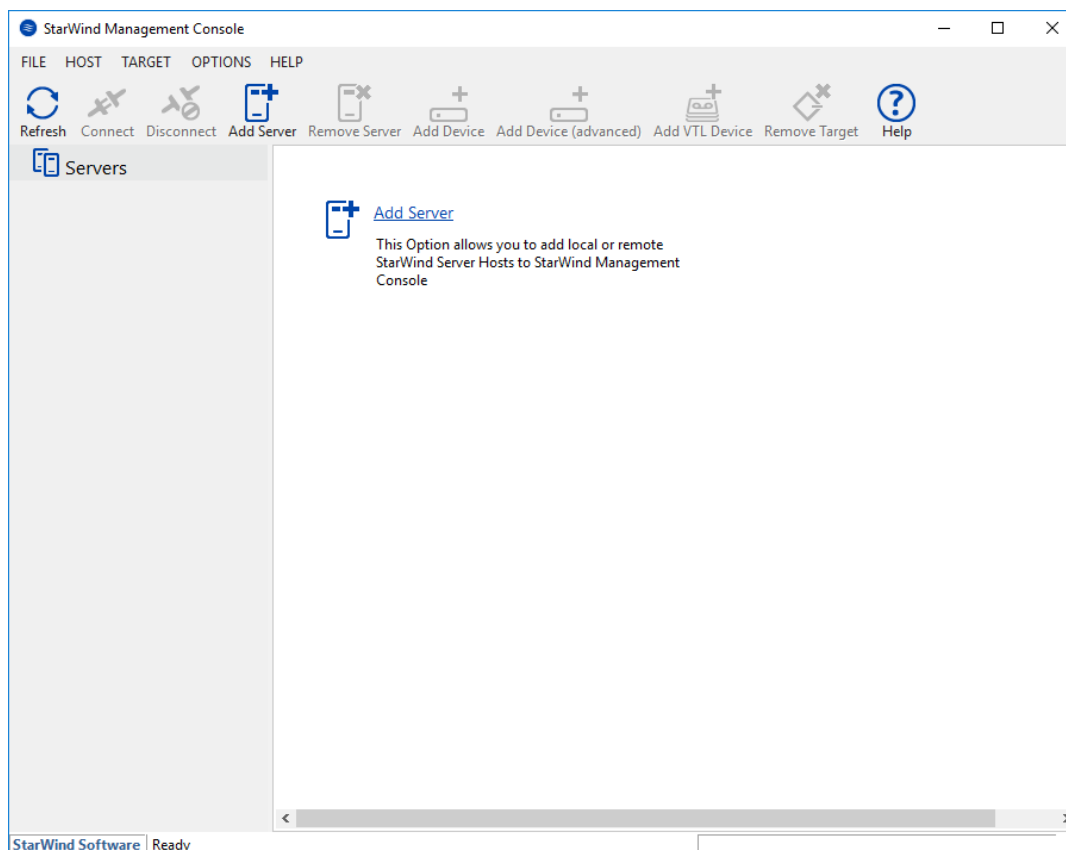 StarWind Management Console
FILE HOST TARGET OPTIONS HELP
Refresh Connect Disconnect Add Server Remove Server Add Device Add Device (advanced) Add VTL Device Remove Target Help
Servers
Add Server
This Option allows you to add local or remote
StarWind Server Hosts to StarWind Management
Console
StarWind Software Ready